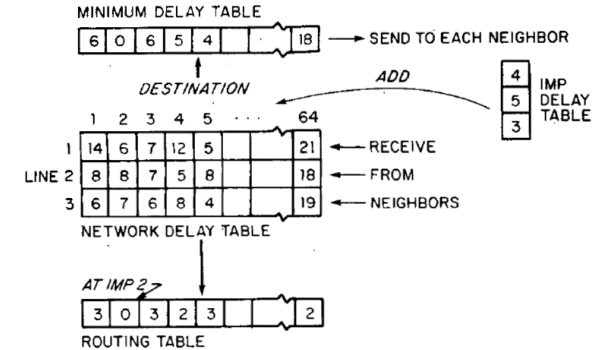 MINIMUM DELAY TABLE
6 0 6 5 4 18 SEND TO EACH NEIGHBOR
DESTINATION
ADD
4
5
3
IMP
DELAY
TABLE
1 2 3 4 5 ... 64
1 14 6 7 12 5 21 RECEIVE
LINE 2 8 8 7 5 8 18 FROM
3 6 7 6 8 4 19 NEIGHBORS
NETWORK DELAY TABLE
AT IMP 2
3 0 3 2 3 2
ROUTING TABLE